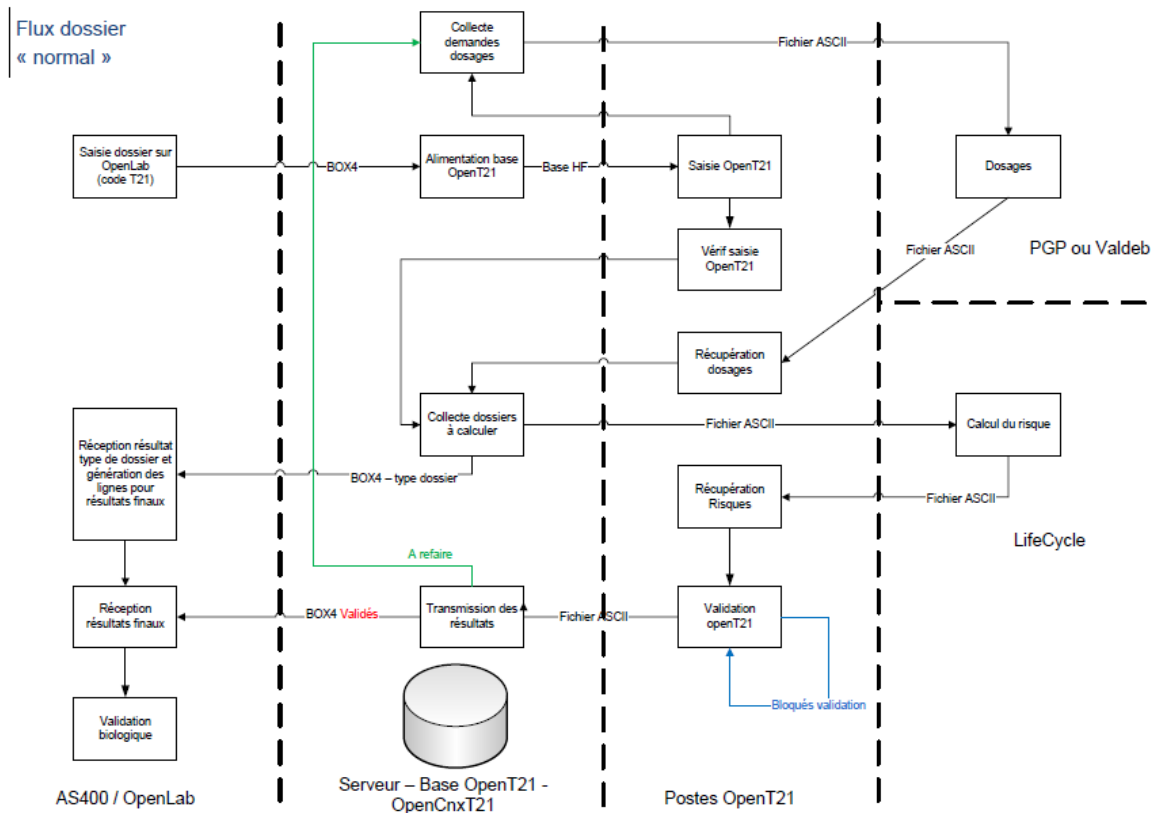 Flux dossier
« normal »
Collecte
demandes
dosages
Fichier ASCII
Saisie dossier sur
OpenLab
(code T21)
BOX4
Alimentation base
OpenT21
Base HF
Saisie OpenT21
Dosages
Vérif saisie
OpenT21
Fichier ASCII
PGP ou Valdeb
Récupération
dosages
Réception résultat
type de dossier et
génération des
lignes pour
résultats finaux
Collecte dossiers
à calculer
Fichier ASCII
Calcul du risque
BOX4 – type dossier
Récupération
Risques
Fichier ASCII
LifeCycle
A refaire
Réception
résultats finaux
BOX4 Validés
Transmission des
résultats
Fichier ASCII
Validation
openT21
Bloqués validation
Validation
biologique
AS400 / OpenLab
Serveur – Base OpenT21 -
OpenCnxT21
Postes OpenT21